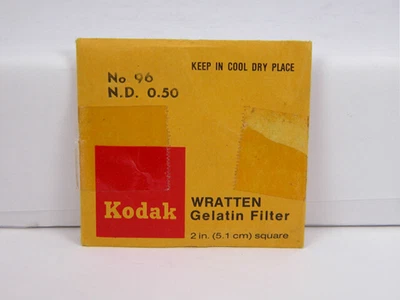 No 96
N.D. 0.50
KEEP IN COOL DRY PLACE
Kodak
WRATTEN
Gelatin Filter
2 in. (5.1 cm) square